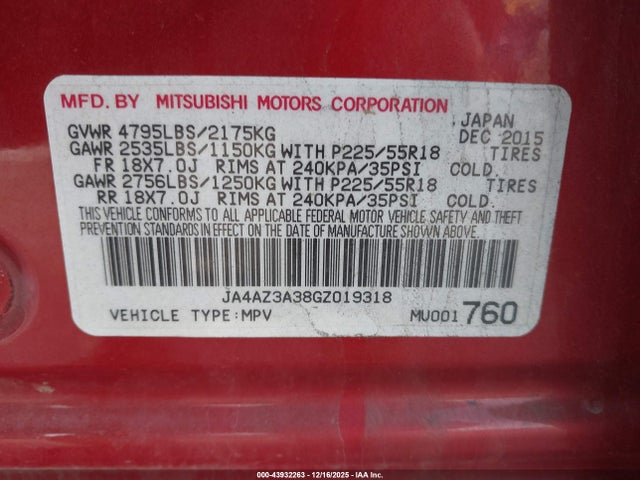 MFD. BY MITSUBISHI MOTORS CORPORATION
JAPAN
GVWR 4795LBS/2175KG DEC 2015
GAWR 2535LBS/1150KG WITH P225/55R18 TIRES
FR 18X7.0J RIMS AT 240KPA/35PSI COLD.
GAWR 2756LBS/1250KG WITH P225/55R18 TIRES
RR 18X7.0J RIMS AT 240KPA/35PSI COLD.
THIS VEHICLE CONFORMS TO ALL APPLICABLE FEDERAL MOTOR VEHICLE SAFETY AND THEFT
PREVENTION STANDARDS IN EFFECT ON THE DATE OF MANUFACTURE SHOWN ABOVE.
JA4AZ3A38GZ019318
VEHICLE TYPE:MPV MU001 760
000-43932263 - 12/16/2025 - IAA Inc.